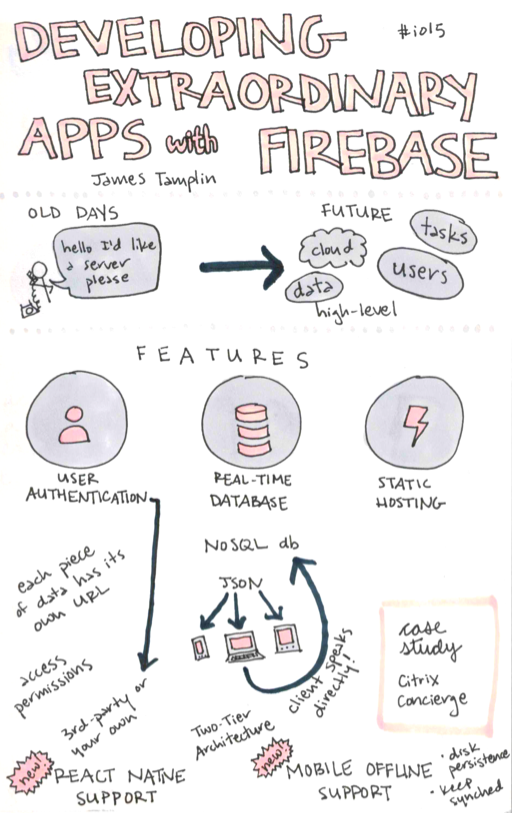 DEVELOPING
#io15
EXTRAORDINARY
APPS with FIREBASE
James Tamplin
OLD DAYS
hello I'd like
a server
please
FUTURE
cloud
tasks
users
data
high-level
FEATURES
USER
AUTHENTICATION
REAL-TIME
DATABASE
STATIC
HOSTING
each piece
of data has its
own URL
access
permissions
3rd-party or
your own
NoSQL db
JSON
client speaks
directly!
Two-Tier
Architecture
case
study
Citrix
Concierge
new!
REACT NATIVE
SUPPORT
new!
MOBILE OFFLINE
SUPPORT
• disk
persistence
• keep
synched